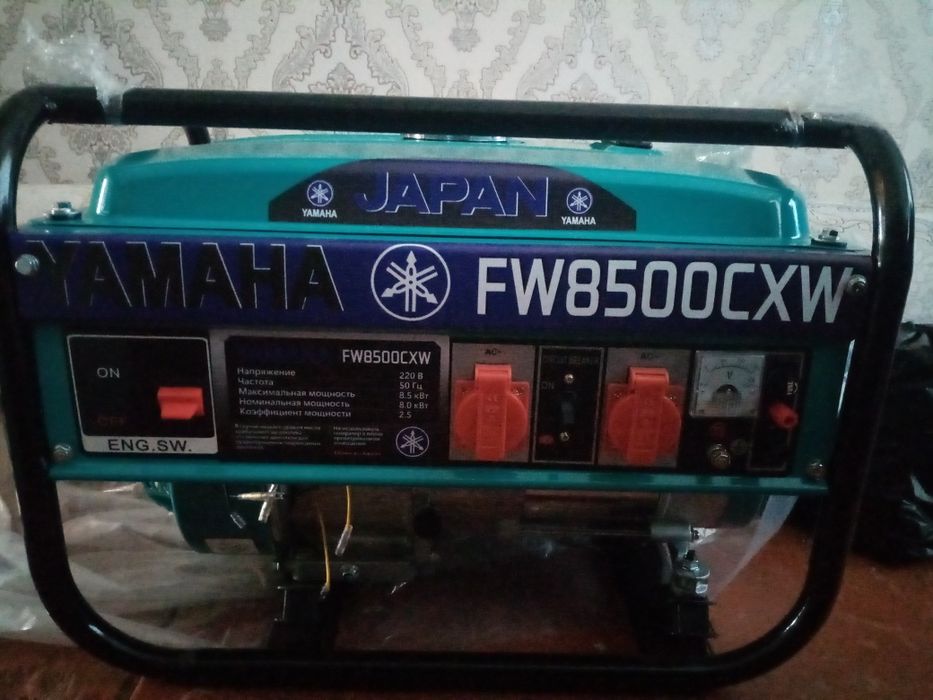 JAPAN
YAMAHA
YAMAHA
YAMAHA FW8500CXW
FW8500CXW
Напряжение 220 В
Частота 50 Гц
Максимальная мощность 8.5 кВт
Номинальная мощность 8.0 кВт
Коэффициент мощности 2.5
ON
OFF
ENG.SW.
AC~
CIRCUIT BREAKER
ON
AC~
V